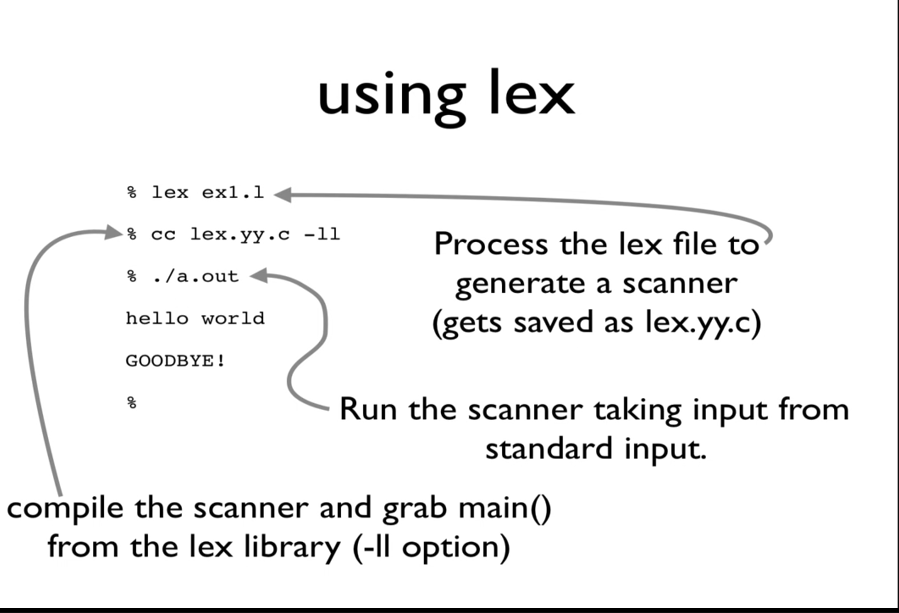 using lex
% lex ex1.l
% cc lex.yy.c -ll
% ./a.out
hello world
GOODBYE!
%
Process the lex file to
generate a scanner
(gets saved as lex.yy.c)
Run the scanner taking input from
standard input.
compile the scanner and grab main()
from the lex library (-ll option)